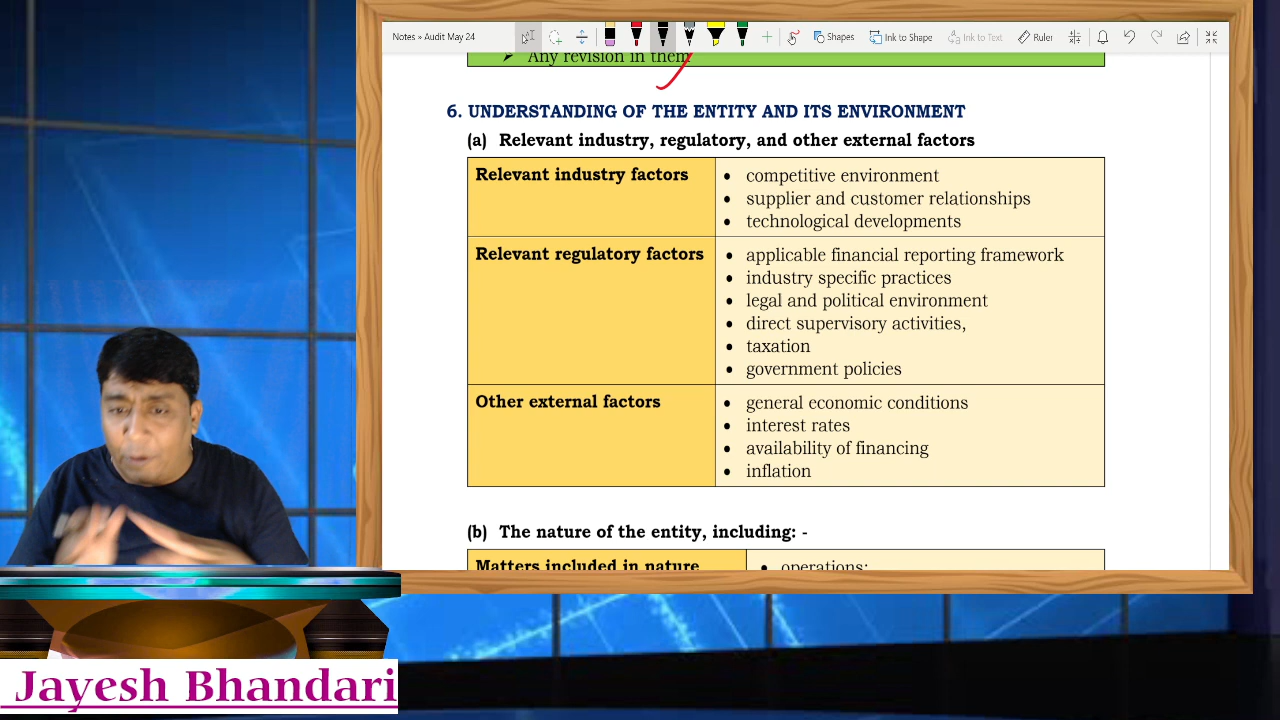 Notes » Audit May 24
Shapes
Ink to Shape
Ink to Text
Ruler
➤ Any revision in them
6. UNDERSTANDING OF THE ENTITY AND ITS ENVIRONMENT
(a) Relevant industry, regulatory, and other external factors
Relevant industry factors
• competitive environment
• supplier and customer relationships
• technological developments
Relevant regulatory factors
• applicable financial reporting framework
• industry specific practices
• legal and political environment
• direct supervisory activities,
• taxation
• government policies
Other external factors
• general economic conditions
• interest rates
• availability of financing
• inflation
(b) The nature of the entity, including: -
Matters included in nature
• operations:
Jayesh Bhandari